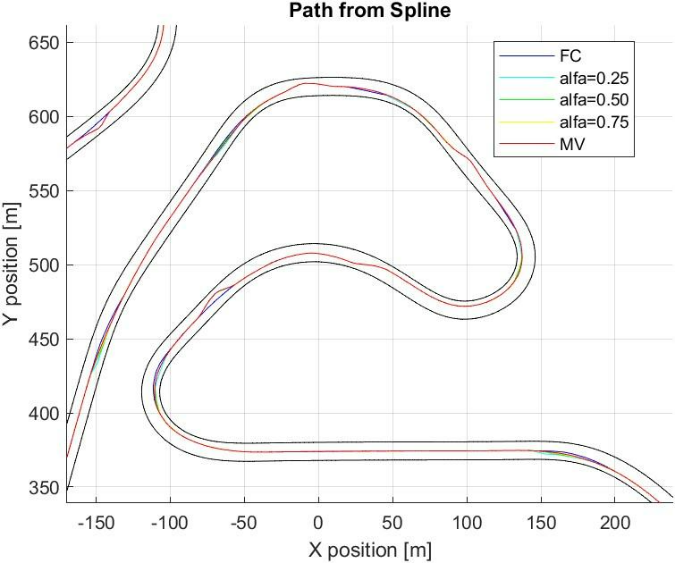 Path from Spline
FC
alfa=0.25
alfa=0.50
alfa=0.75
MV
650
600
550
500
450
400
350
Y position [m]
-150 -100 -50 0 50 100 150 200
X position [m]